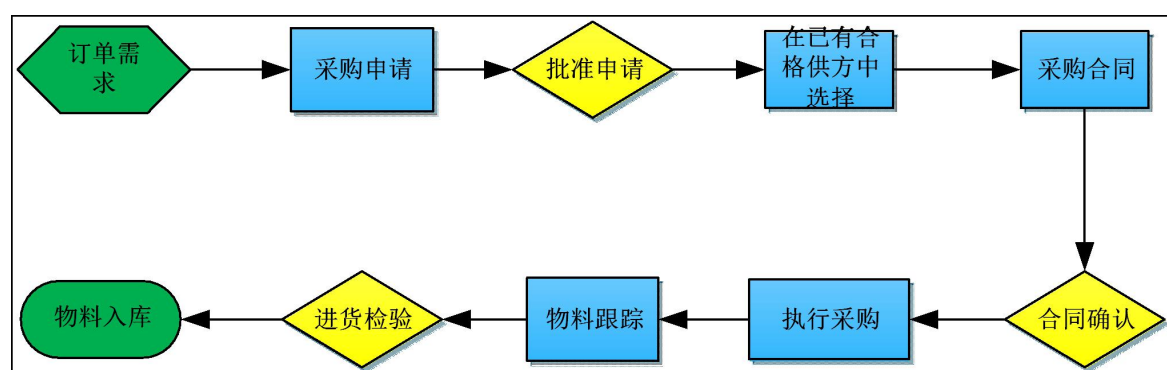 订单需
求
采购申请
批准申请
在已有合
格供方中
选择
采购合同
物料入库
进货检验
物料跟踪
执行采购
合同确认